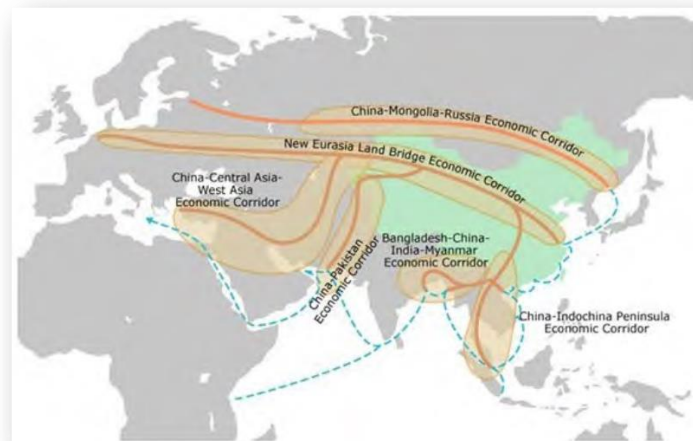 China-Mongolia-Russia Economic Corridor
New Eurasia Land Bridge Economic Corridor
China-Central Asia-
West Asia
Economic Corridor
China-Pakistan
Economic Corridor
Bangladesh-China-
India-Myanmar
Economic Corridor
China-Indochina Peninsula
Economic Corridor